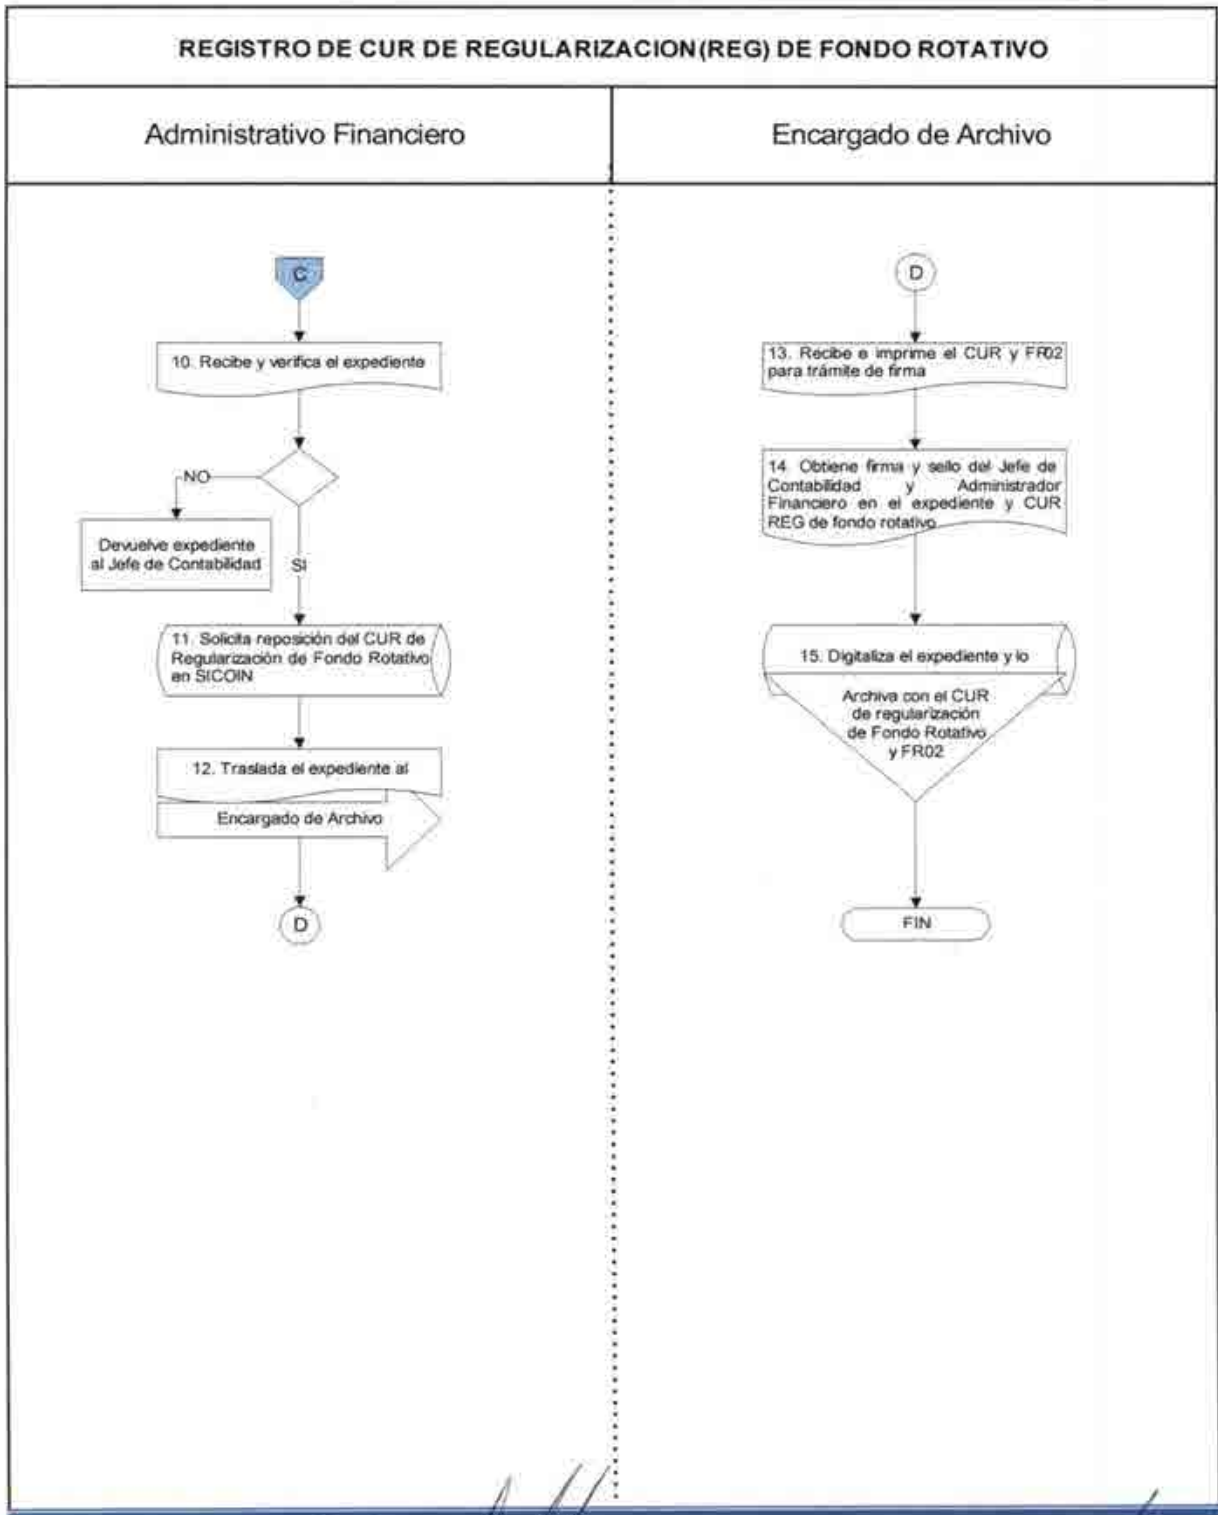 REGISTRO DE CUR DE REGULARIZACION(REG) DE FONDO ROTATIVO
Administrativo Financiero
Encargado de Archivo
C
10. Recibe y verifica el expediente
NO
Devuelve expediente
al Jefe de Contabilidad
SI
11. Solicita reposición del CUR de
Regularización de Fondo Rotativo
en SICOIN
12. Traslada el expediente al
Encargado de Archivo
D
D
13. Recibe e imprime el CUR y FR02
para trámite de firma
14. Obtiene firma y sello del Jefe de
Contabilidad y Administrador
Financiero en el expediente y CUR
REG de fondo rotativo
15. Digitaliza el expediente y lo
Archiva con el CUR
de regularización
de Fondo Rotativo
y FR02
FIN